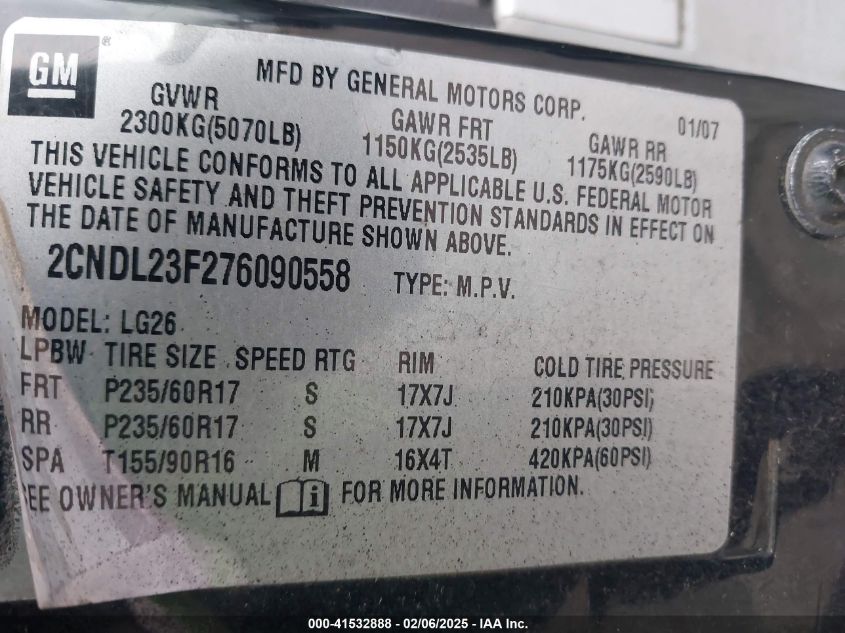 GM ®
MFD BY GENERAL MOTORS CORP. 01/07
GVWR GAWR FRT GAWR RR
2300KG(5070LB) 1150KG(2535LB) 1175KG(2590LB)
THIS VEHICLE CONFORMS TO ALL APPLICABLE U.S. FEDERAL MOTOR
VEHICLE SAFETY AND THEFT PREVENTION STANDARDS IN EFFECT ON
THE DATE OF MANUFACTURE SHOWN ABOVE.
2CNDL23F276090558 TYPE: M.P.V.
MODEL: LG26
LPBW TIRE SIZE SPEED RTG RIM COLD TIRE PRESSURE
FRT P235/60R17 S 17X7J 210KPA(30PSI)
RR P235/60R17 S 17X7J 210KPA(30PSI)
SPA T155/90R16 M 16X4T 420KPA(60PSI)
SEE OWNER'S MANUAL i FOR MORE INFORMATION.
000-41532888 - 02/06/2025 - IAA Inc.